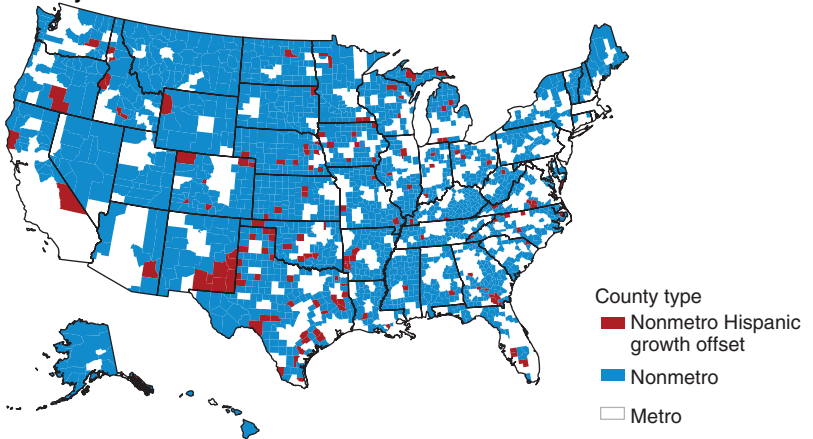 County type
Nonmetro Hispanic
growth offset
Nonmetro
Metro